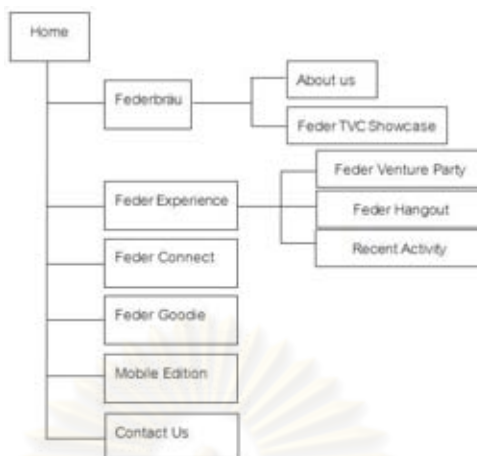 Home
Federbräu
About us
Feder TVC Showcase
Feder Experience
Feder Venture Party
Feder Hangout
Recent Activity
Feder Connect
Feder Goodie
Mobile Edition
Contact Us